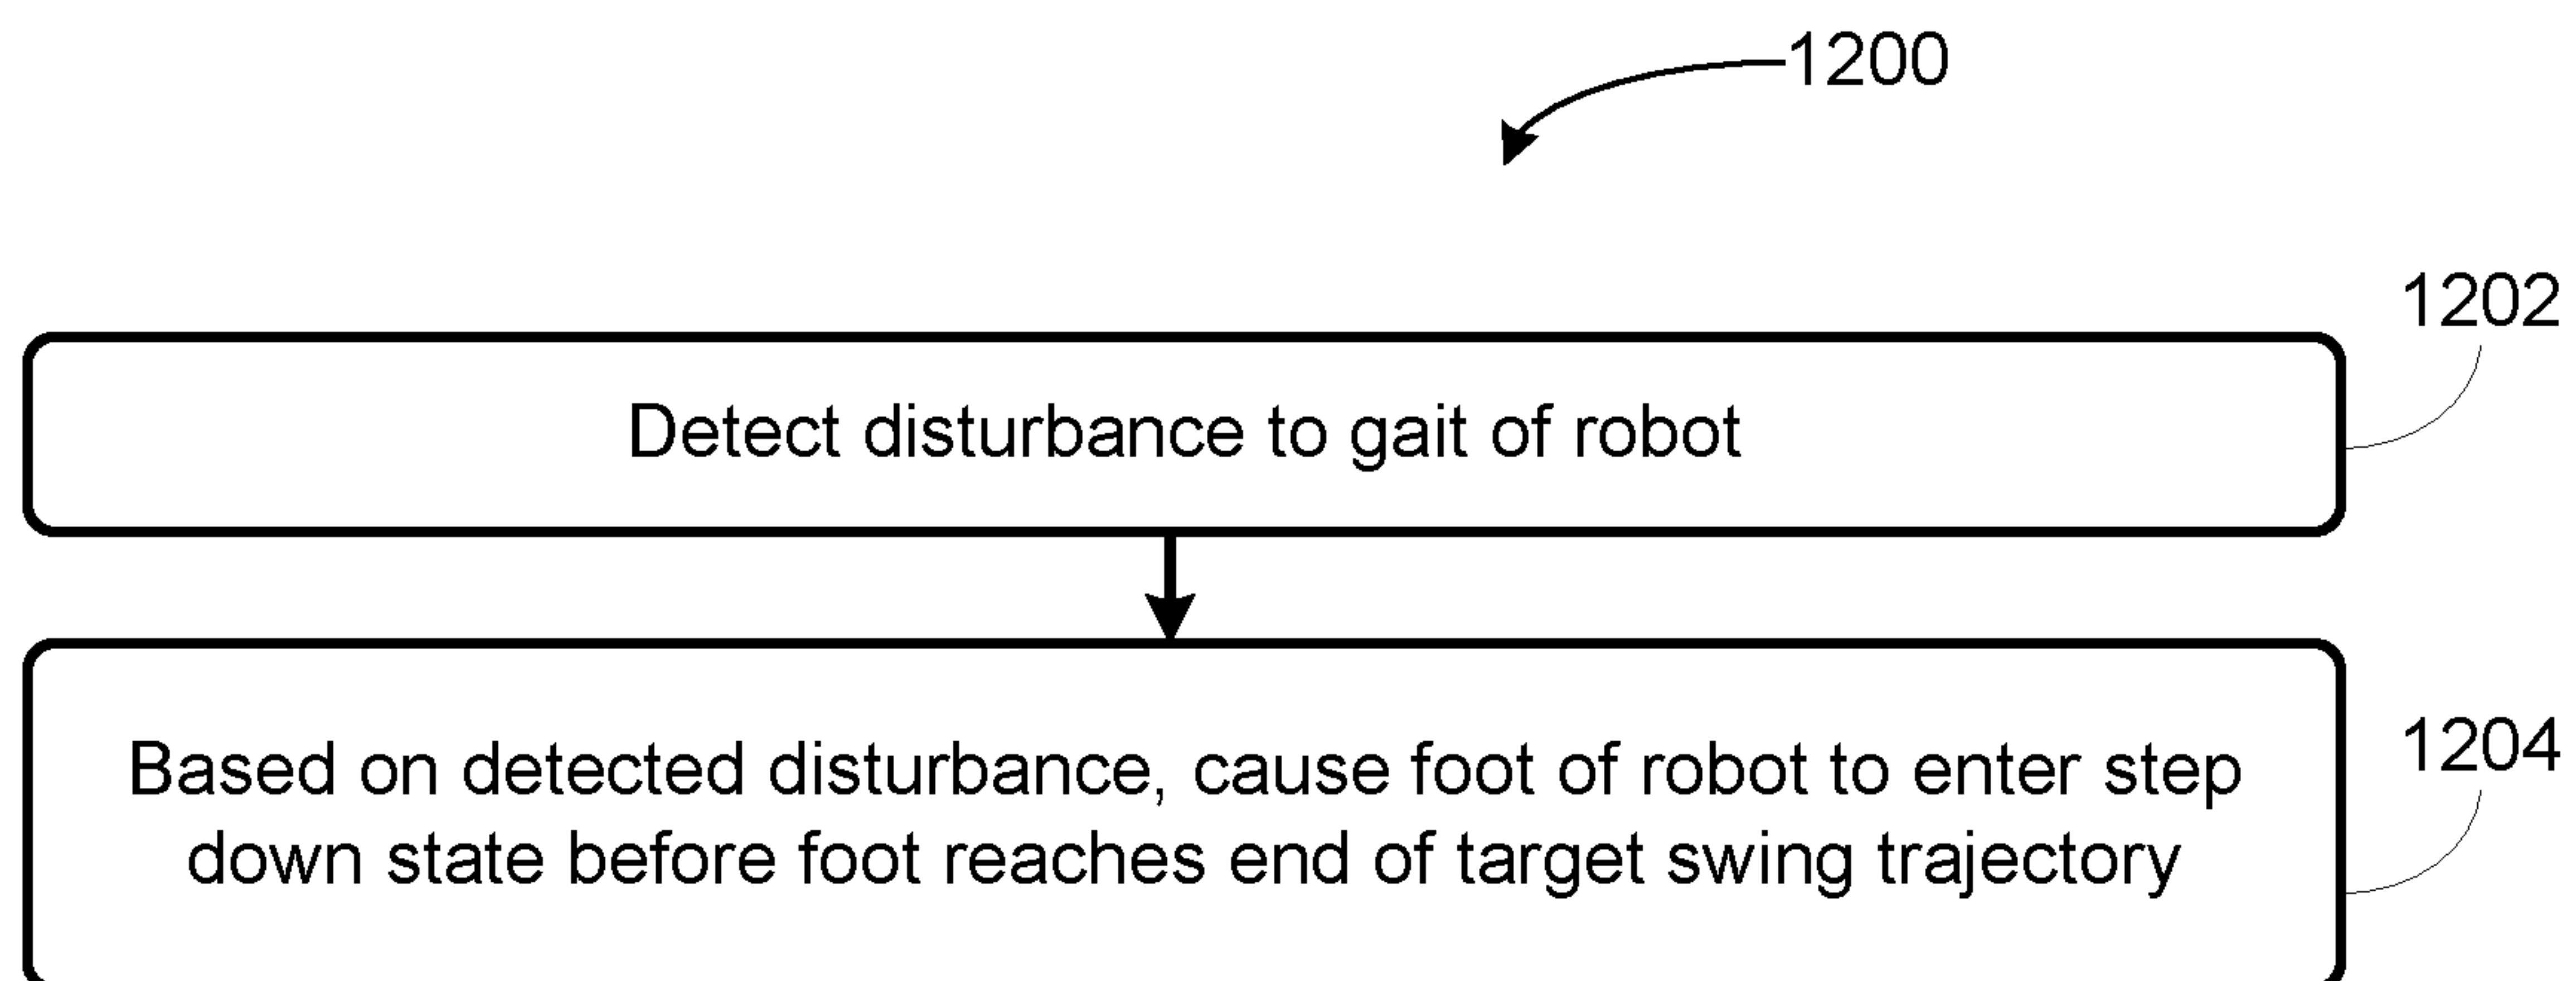 1200
1202
Detect disturbance to gait of robot
1204
Based on detected disturbance, cause foot of robot to enter step
down state before foot reaches end of target swing trajectory